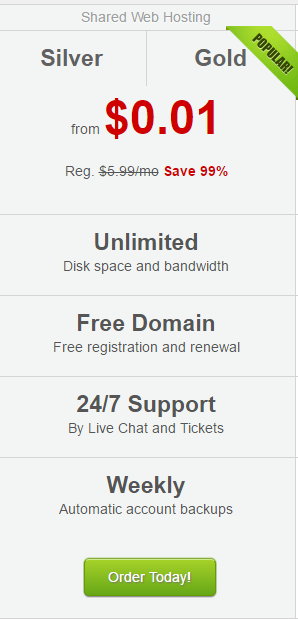 Shared Web Hosting
Silver Gold
POPULAR!
from $0.01
Reg. $5.99/mo Save 99%
Unlimited
Disk space and bandwidth
Free Domain
Free registration and renewal
24/7 Support
By Live Chat and Tickets
Weekly
Automatic account backups
Order Today!